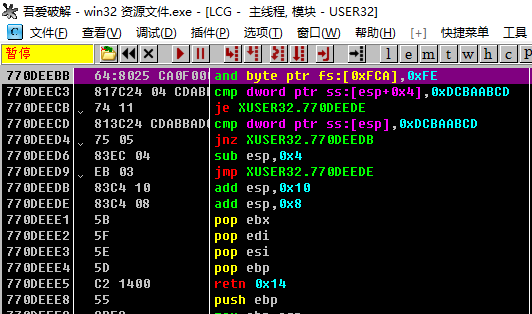 吾爱破解 - win32 资源文件.exe - [LCG - 主线程, 模块 - USER32]
文件(F) 查看(V) 调试(D) 插件(P) 选项(T) 窗口(W) 帮助(H) [+] 快捷菜单 工具
暂停 l e m t w h c p
770DEEBB 64:8025 CA0F000 and byte ptr fs:[0xFCA],0xFE
770DEEC3 817C24 04 CDABB cmp dword ptr ss:[esp+0x4],0xDCBAABCD
770DEECB 74 11 je XUSER32.770DEEDE
770DEECD 813C24 CDABBADC cmp dword ptr ss:[esp],0xDCBAABCD
770DEED4 75 05 jnz XUSER32.770DEEDB
770DEED6 83EC 04 sub esp,0x4
770DEED9 EB 03 jmp XUSER32.770DEEDE
770DEEDB 83C4 10 add esp,0x10
770DEEDE 83C4 08 add esp,0x8
770DEEE1 5B pop ebx
770DEEE2 5F pop edi
770DEEE3 5E pop esi
770DEEE4 5D pop ebp
770DEEE5 C2 1400 retn 0x14
770DEEE8 55 push ebp